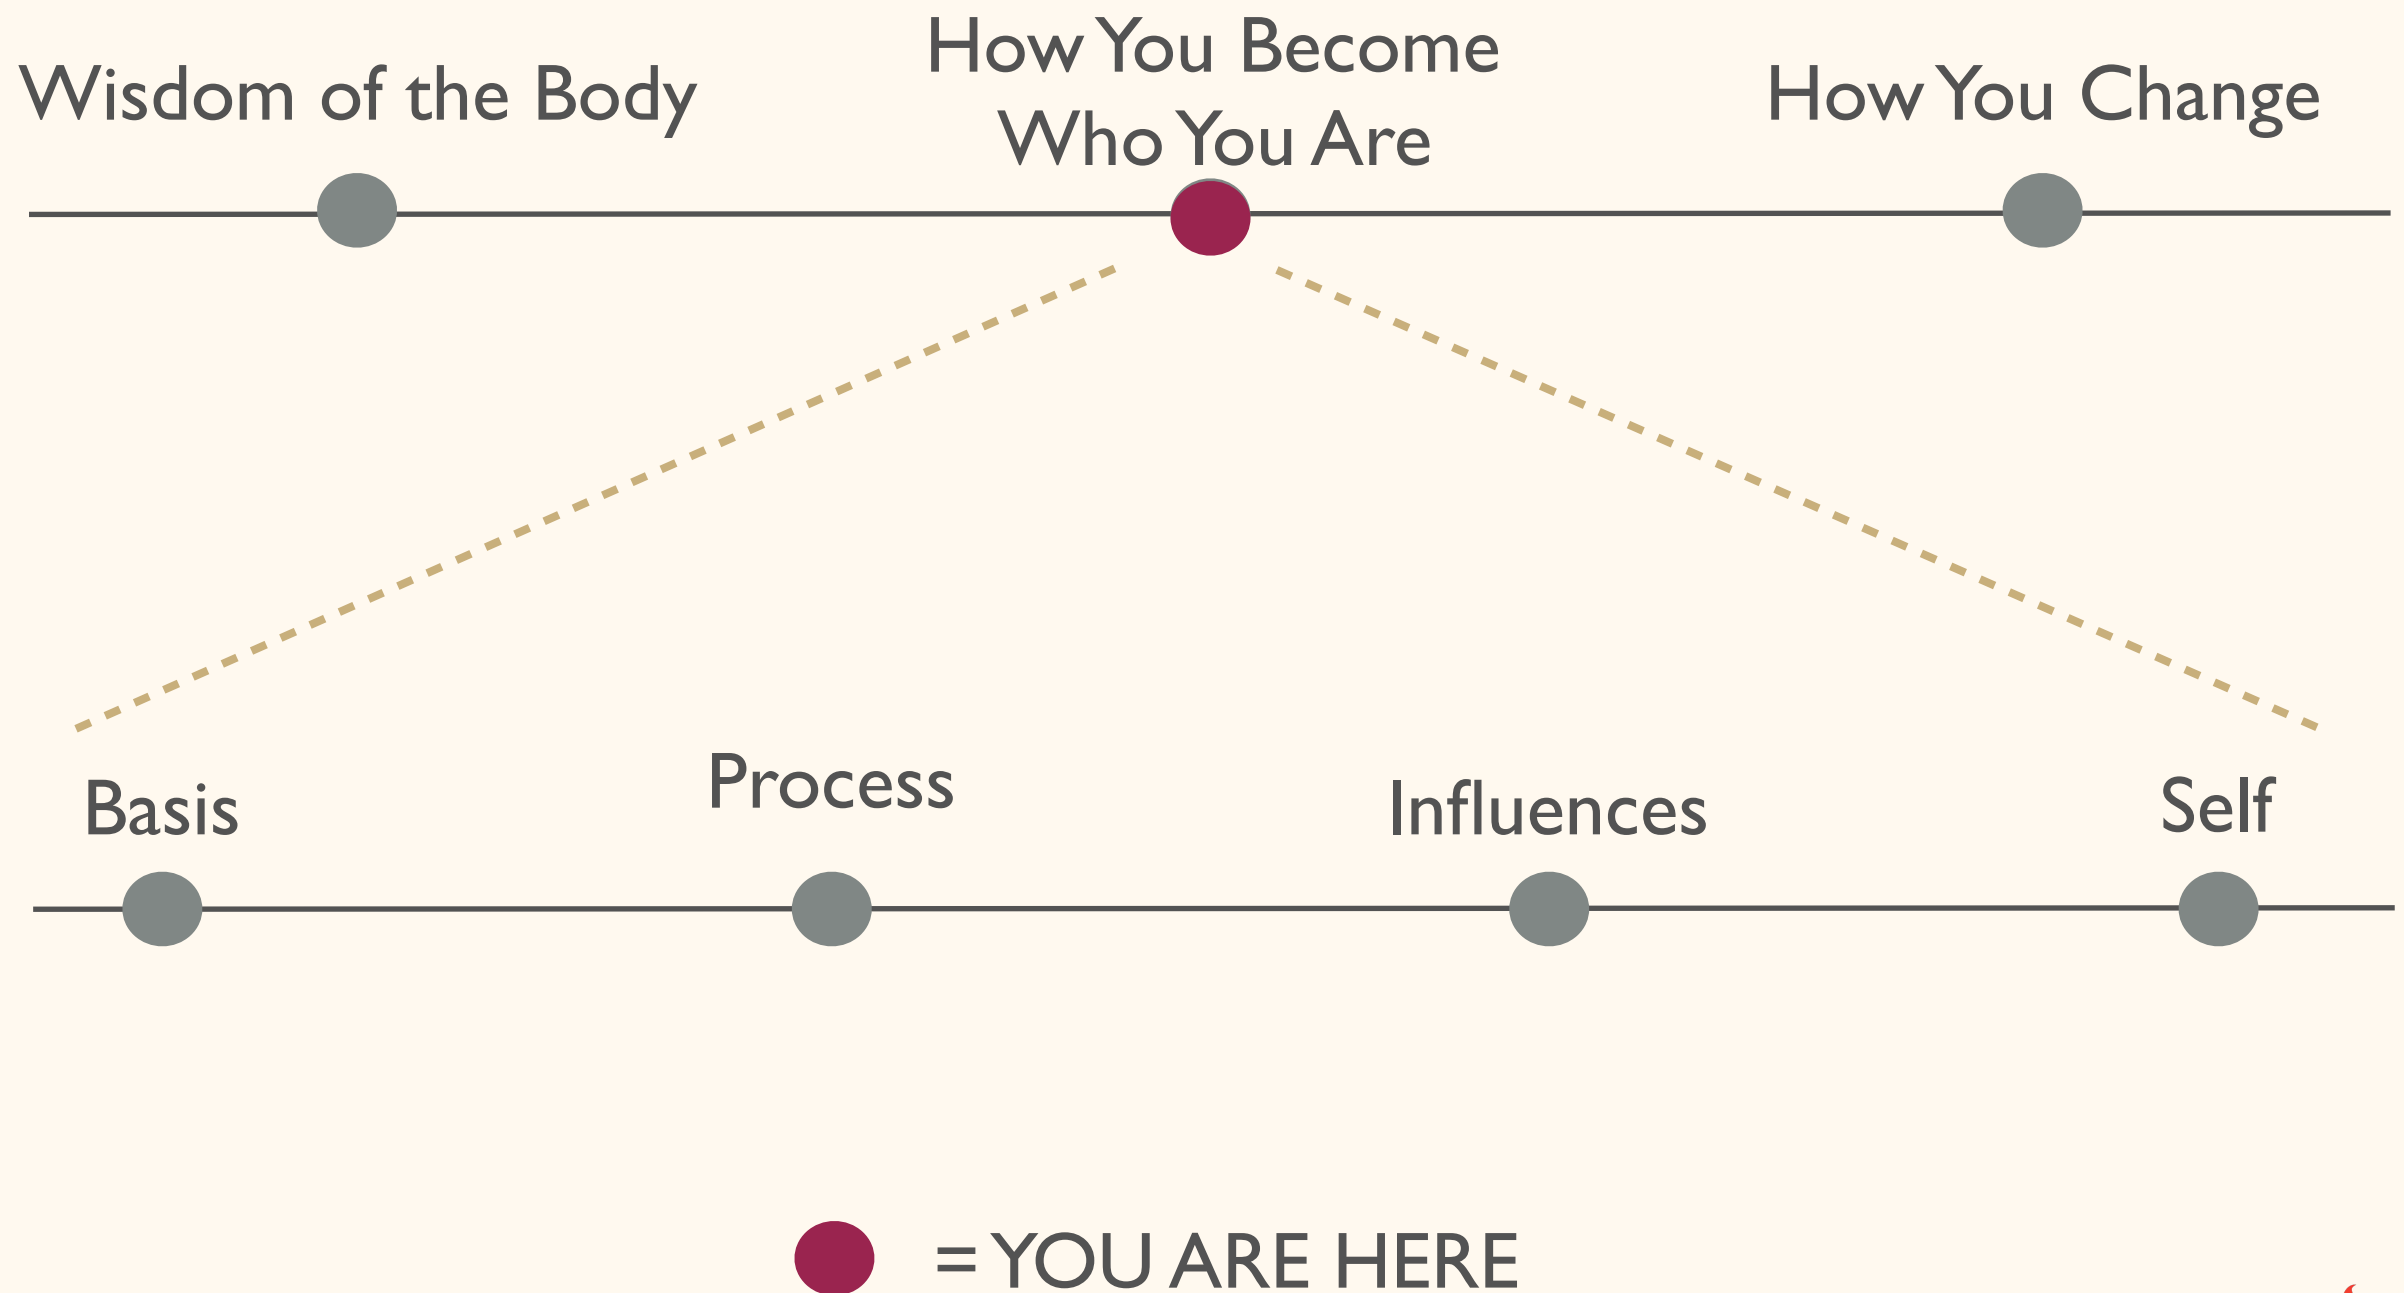 Wisdom of the Body
How You Become
Who You Are
How You Change
Basis
Process
Influences
Self
= YOU ARE HERE